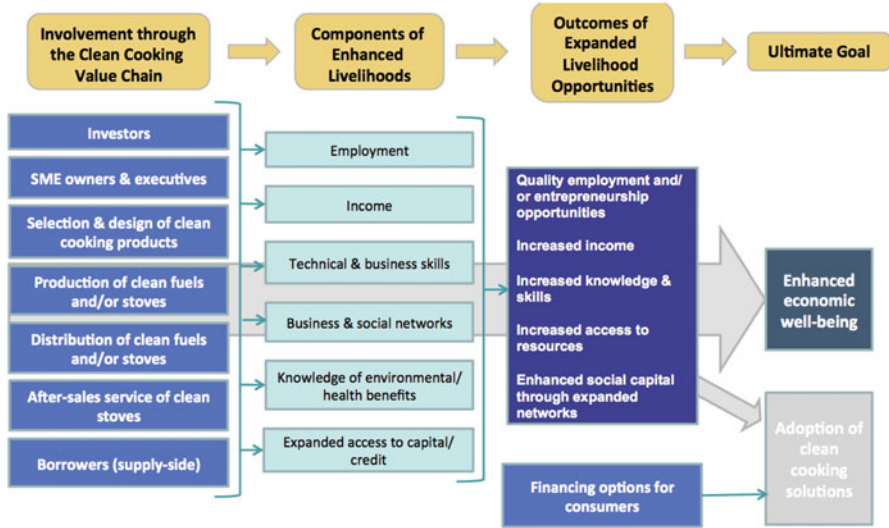 Involvement through
the Clean Cooking
Value Chain
Components of
Enhanced
Livelihoods
Outcomes of
Expanded
Livelihood
Opportunities
Ultimate Goal
Investors
SME owners & executives
Selection & design of clean
cooking products
Production of clean fuels
and/or stoves
Distribution of clean fuels
and/or stoves
After-sales service of clean
stoves
Borrowers (supply-side)
Employment
Income
Technical & business skills
Business & social networks
Knowledge of environmental/
health benefits
Expanded access to capital/
credit
Quality employment and/
or entrepreneurship
opportunities
Increased income
Increased knowledge &
skills
Increased access to
resources
Enhanced social capital
through expanded
networks
Financing options for
consumers
Enhanced
economic
well-being
Adoption of
clean
cooking
solutions